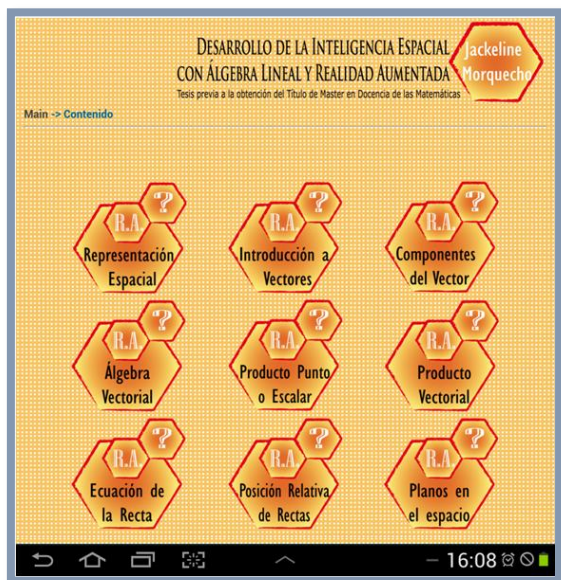 DESARROLLO DE LA INTELIGENCIA ESPACIAL
CON ÁLGEBRA LINEAL Y REALIDAD AUMENTADA
Tesis previa a la obtención del Título de Master en Docencia de las Matemáticas
Jackeline
Morquecho
Main -> Contenido
R.A. ?
Representación
Espacial
R.A. ?
Introducción a
Vectores
R.A. ?
Componentes
del Vector
R.A. ?
Álgebra
Vectorial
R.A. ?
Producto Punto
o Escalar
R.A. ?
Producto
Vectorial
R.A. ?
Ecuación de
la Recta
R.A. ?
Posición Relativa
de Rectas
R.A. ?
Planos en
el espacio
16:08